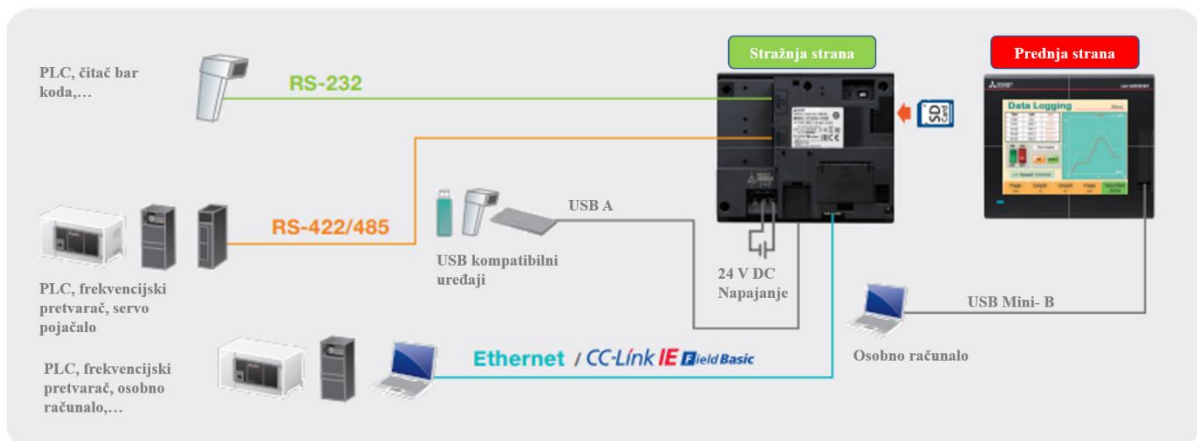 Stražnja strana
Prednja strana
PLC, čitač bar
koda,...
RS-232
SD
Card
Data Logging
RS-422/485
USB A
USB kompatibilni
uređaji
24 V DC
Napajanje
PLC, frekvencijski
pretvarač, servo
pojačalo
USB Mini- B
Osobno računalo
Ethernet / CC-Link IE Field Basic
PLC, frekvencijski
pretvarač, osobno
računalo,...